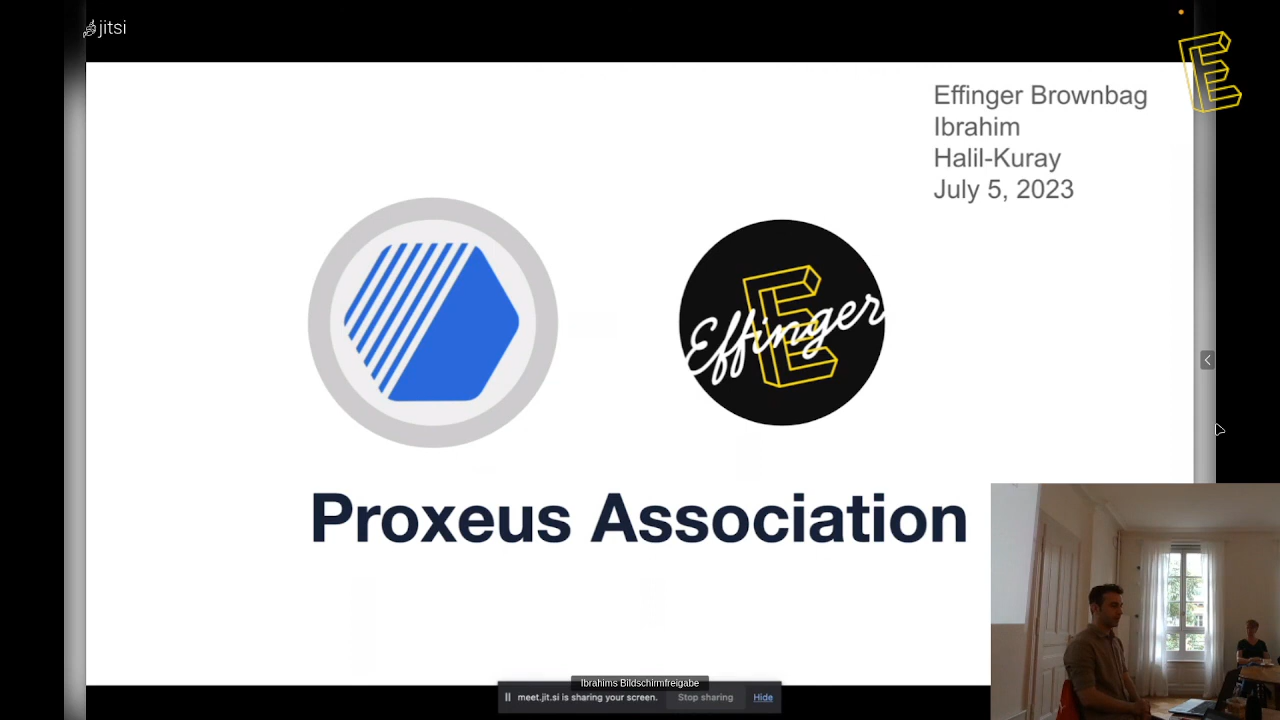 jitsi
Effinger Brownbag
Ibrahim
Halil-Kuray
July 5, 2023
E
Effinger
Proxeus Association
Ibrahims Bildschirmfreigabe
meet.jit.si is sharing your screen. Stop sharing Hide